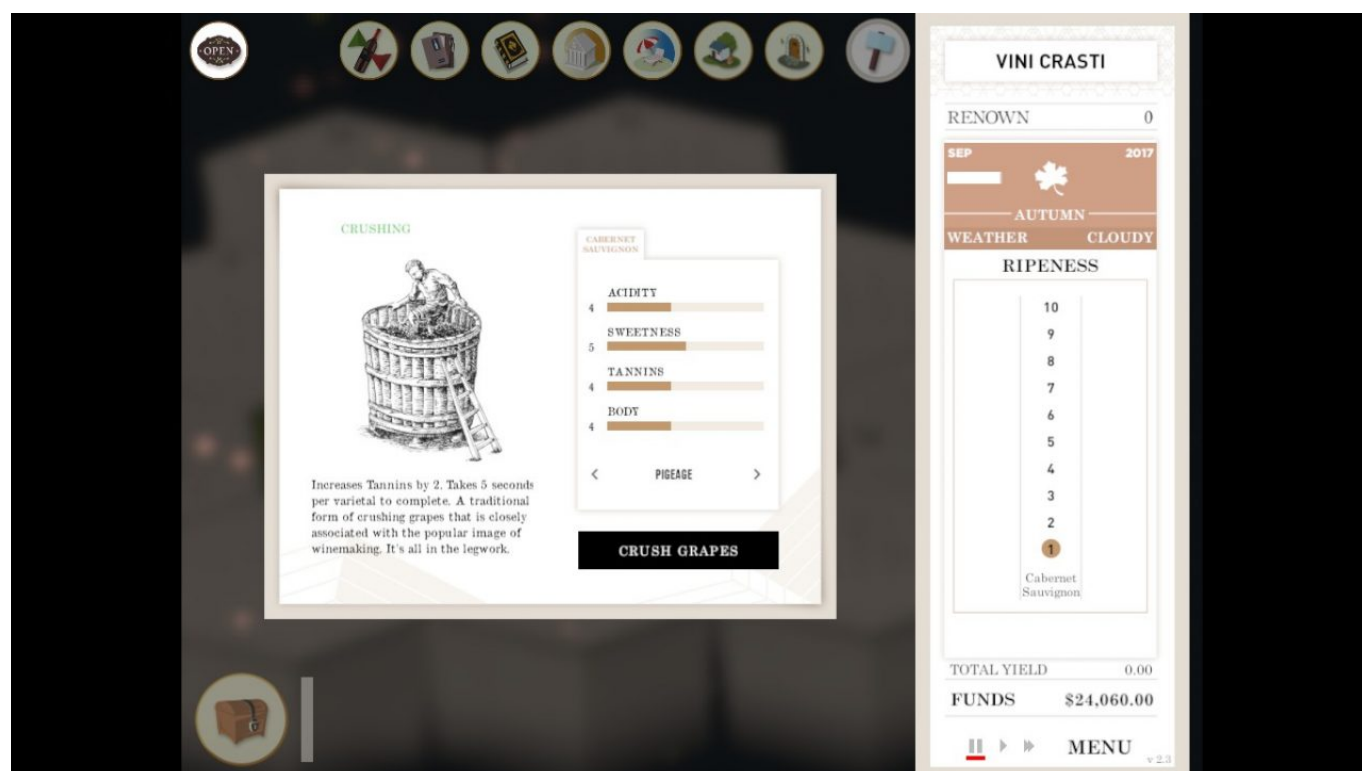 OPEN
VINI CRASTI
RENOWN 0
SEP 2017
AUTUMN
WEATHER CLOUDY
RIPENESS
10
9
8
7
6
5
4
3
2
1
Cabernet
Sauvignon
TOTAL YIELD 0.00
FUNDS $24,060.00
MENU
v 2.3
CRUSHING
Increases Tannins by 2. Takes 5 seconds
per varietal to complete. A traditional
form of crushing grapes that is closely
associated with the popular image of
winemaking. It's all in the legwork.
CABERNET
SAUVIGNON
ACIDITY
4
SWEETNESS
5
TANNINS
4
BODY
4
< PIGEAGE >
CRUSH GRAPES